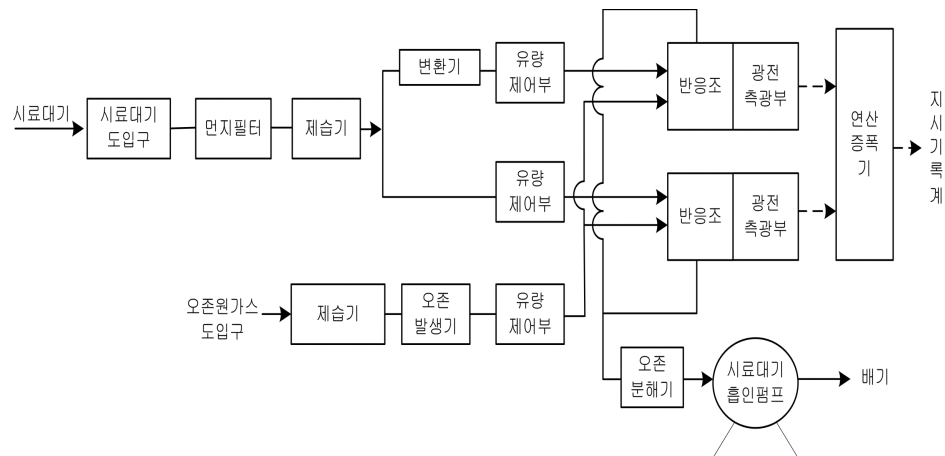 시료대기
시료대기
도입구
먼지필터
제습기
변환기
유량
제어부
반응조
광전
측광부
유량
제어부
반응조
광전
측광부
연산
증폭
기
지
시
기
록
계
오존원가스
도입구
제습기
오존
발생기
유량
제어부
오존
분해기
시료대기
흡인펌프
배기